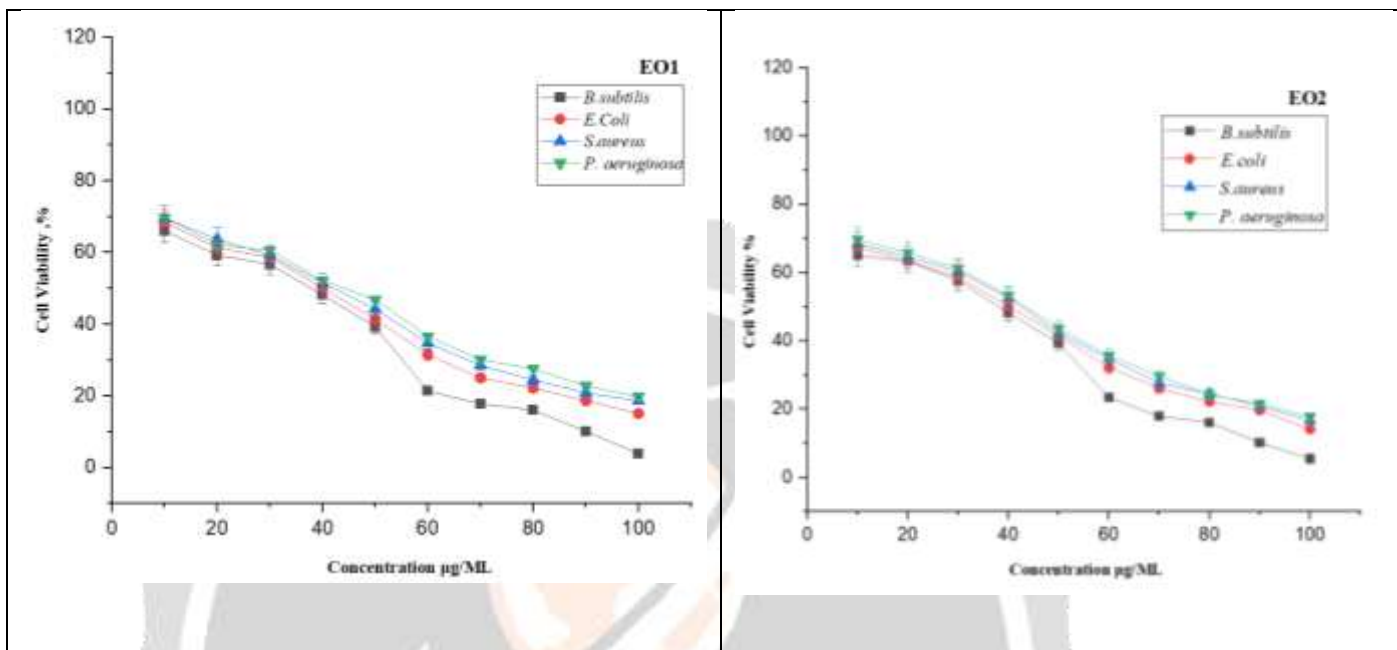 120
100
80
60
40
20
0
Cell Viability ,%
EO1
B.subtilis
E.Coli
S.aureus
P. aeruginosa
0 20 40 60 80 100
Concentration µg/ML
120
100
80
60
40
20
0
Cell Viability %
EO2
B.subtilis
E.coli
S.aureus
P. aeruginosa
0 20 40 60 80 100
Concentration µg/ML